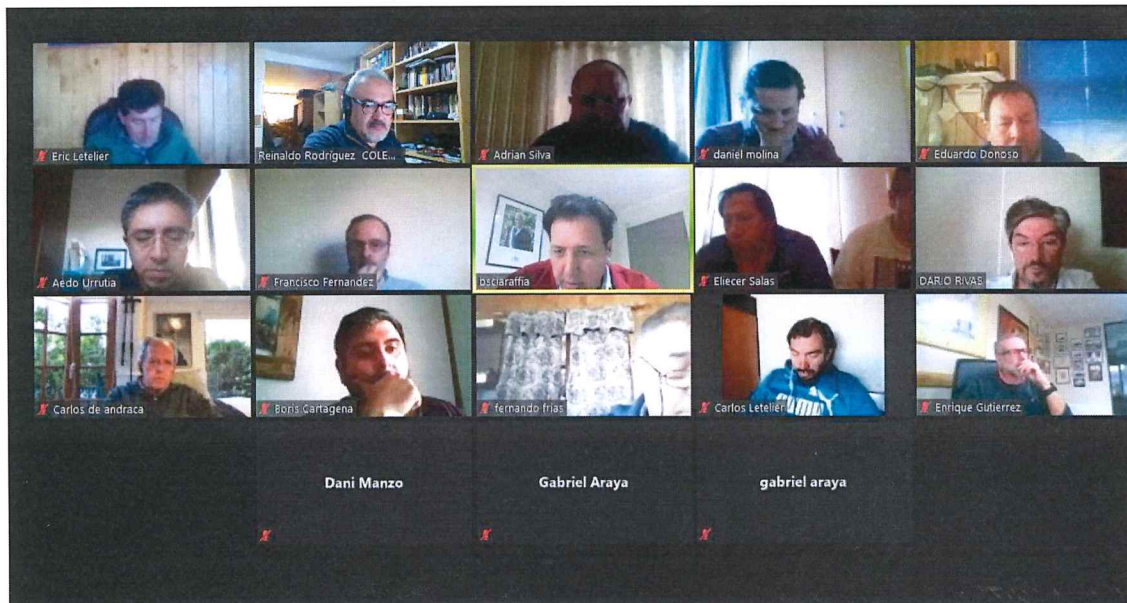 Eric Letelier
Reinaldo Rodríguez COLE...
Adrian Silva
daniel molina
Eduardo Donoso
Aedo Urrutia
Francisco Fernandez
bsciaraffia
Eliecer Salas
DARIO RIVAS
Carlos de andraca
Boris Cartagena
fernando frias
Carlos Letelier
Enrique Gutierrez
Dani Manzo
Gabriel Araya
gabriel araya